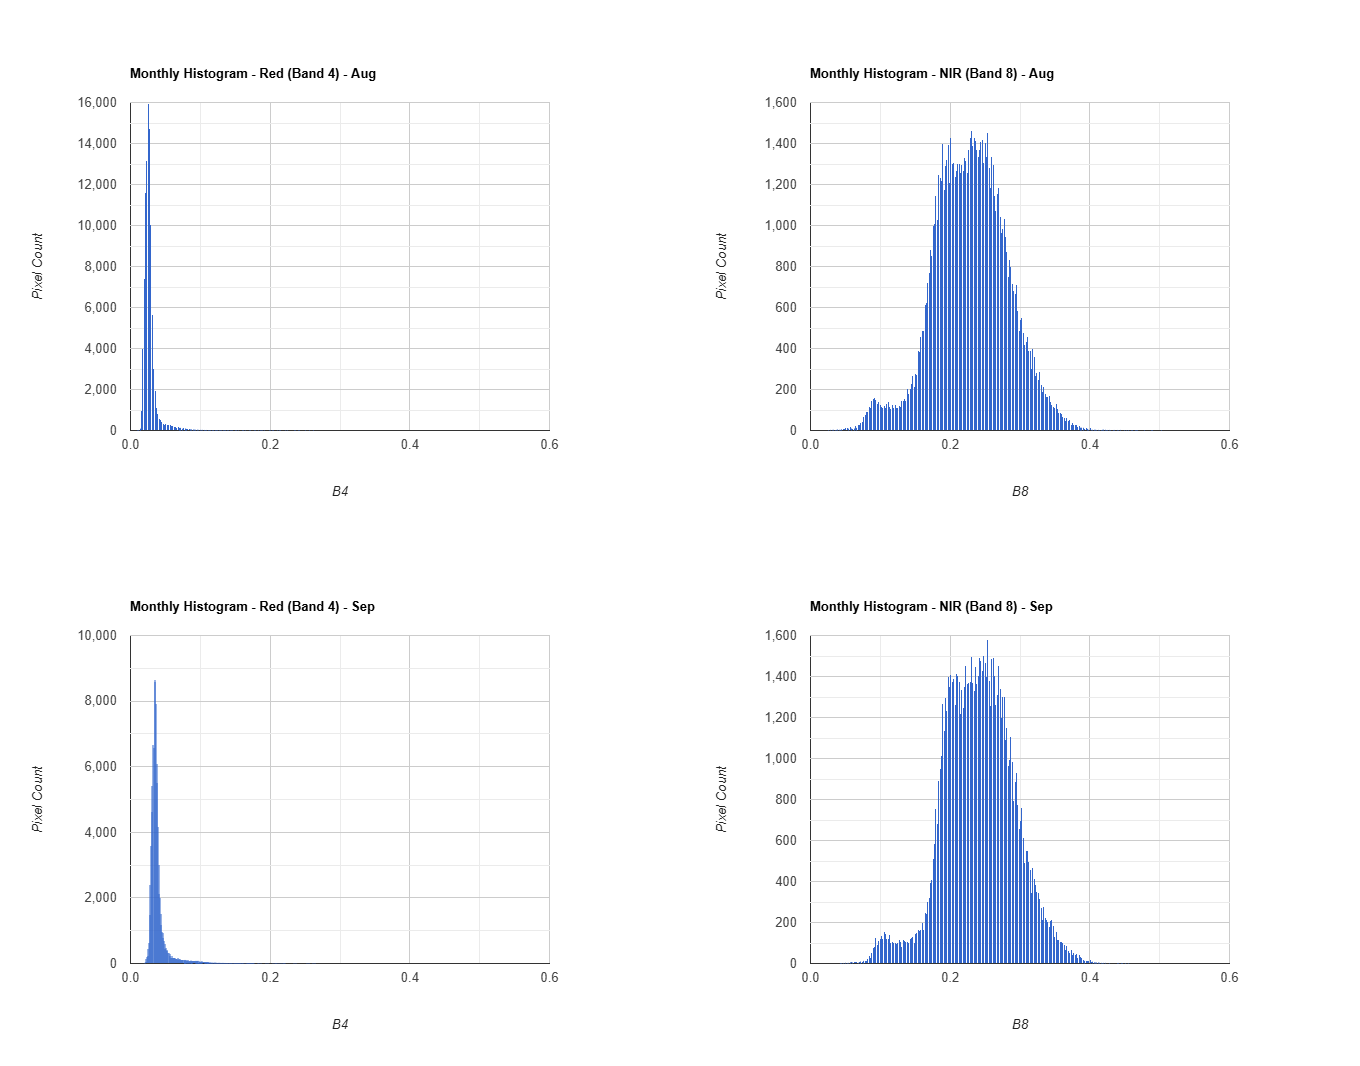 Monthly Histogram - Red (Band 4) - Aug
16,000
14,000
12,000
10,000
8,000
6,000
4,000
2,000
0
Pixel Count
0.0 0.2 0.4 0.6
B4
Monthly Histogram - NIR (Band 8) - Aug
1,600
1,400
1,200
1,000
800
600
400
200
0
Pixel Count
0.0 0.2 0.4 0.6
B8
Monthly Histogram - Red (Band 4) - Sep
10,000
8,000
6,000
4,000
2,000
0
Pixel Count
0.0 0.2 0.4 0.6
B4
Monthly Histogram - NIR (Band 8) - Sep
1,600
1,400
1,200
1,000
800
600
400
200
0
Pixel Count
0.0 0.2 0.4 0.6
B8